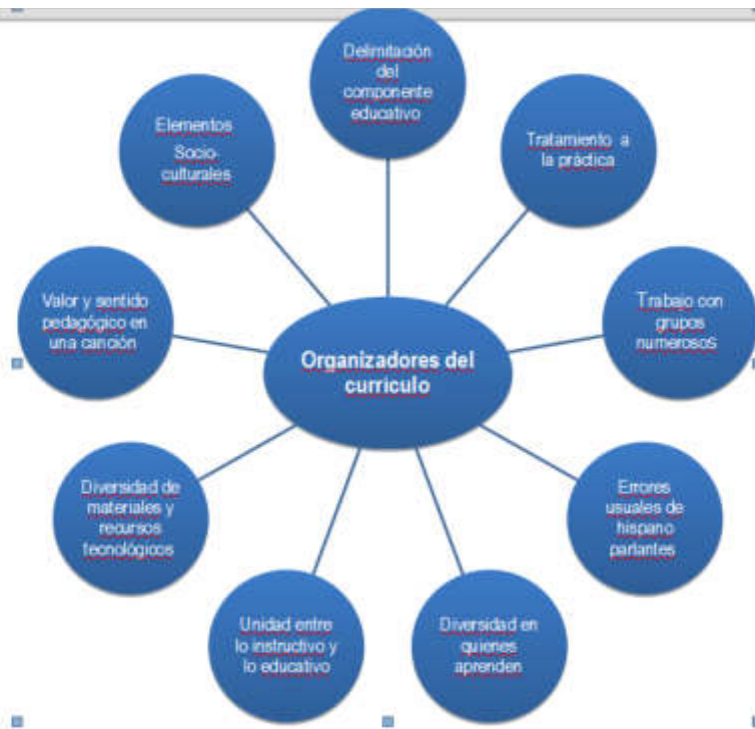 Delimitación
del
componente
educativo
Tratamiento a
la práctica
Trabajo con
grupos
numerosos
Errores
usuales de
hispano
parlantes
Diversidad en
quienes
aprenden
Unidad entre
lo instructivo y
lo educativo
Diversidad de
materiales y
recursos
tecnológicos
Valor y sentido
pedagógico en
una canción
Elementos
Socio-
culturales
Organizadores del
curriculo